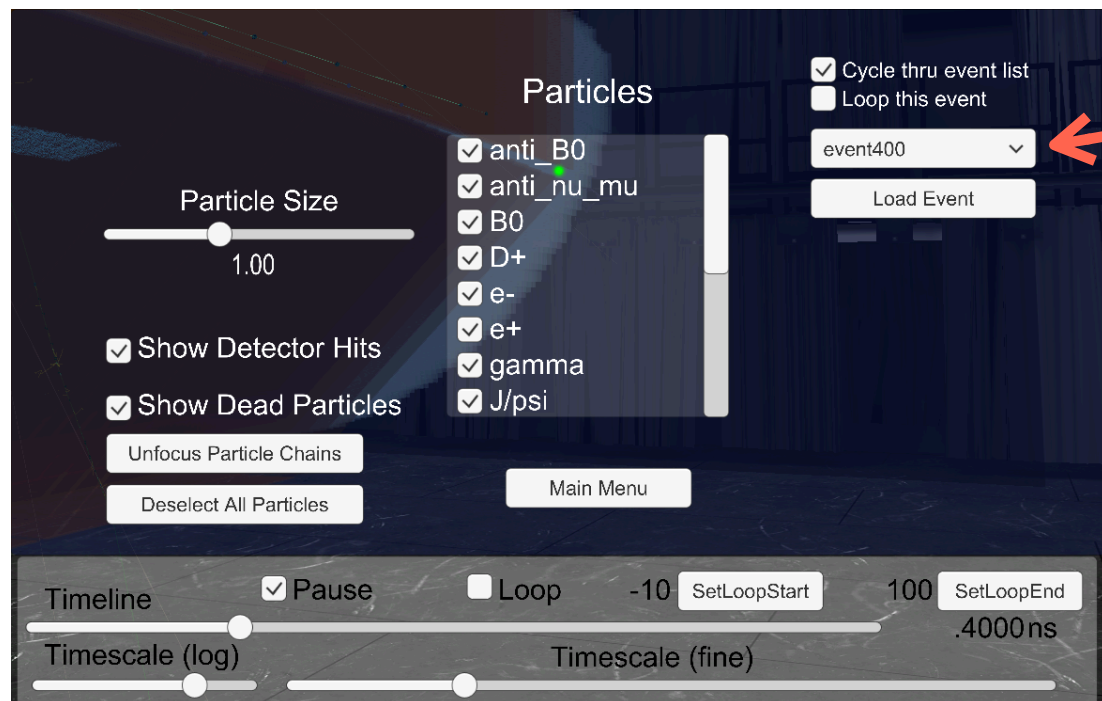 Particles
Cycle thru event list
Loop this event
event400
Load Event
Particle Size
1.00
anti_B0
anti_nu_mu
B0
D+
e-
e+
gamma
J/psi
Show Detector Hits
Show Dead Particles
Unfocus Particle Chains
Deselect All Particles
Main Menu
Timeline
Pause
Loop
-10
SetLoopStart
100
SetLoopEnd
.4000ns
Timescale (log)
Timescale (fine)